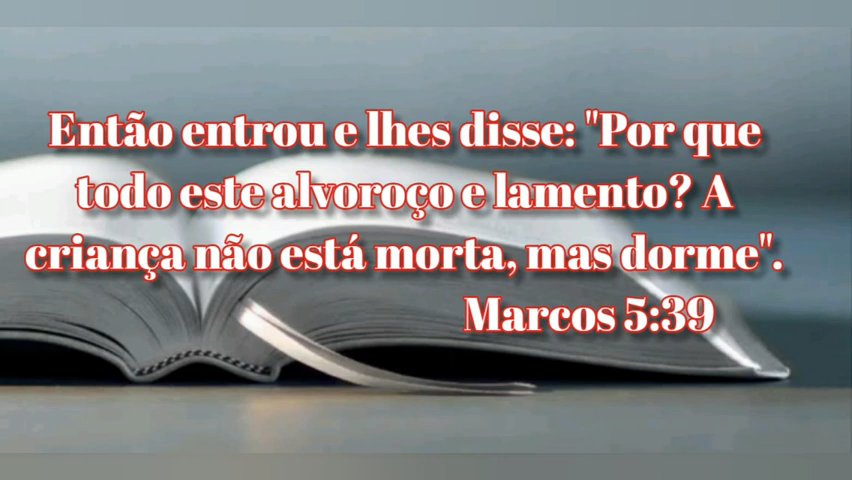 Então entrou e lhes disse: "Por que
todo este alvoroço e lamento? A
criança não está morta, mas dorme".
Marcos 5:39